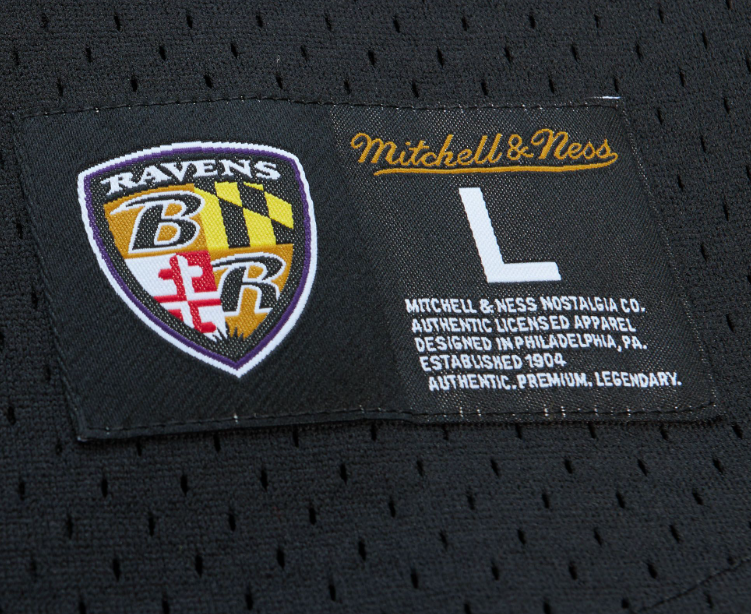 RAVENS
B
R
Mitchell & Ness
L
MITCHELL & NESS NOSTALGIA CO.
AUTHENTIC LICENSED APPAREL
DESIGNED IN PHILADELPHIA, PA.
ESTABLISHED 1904
AUTHENTIC. PREMIUM. LEGENDARY.